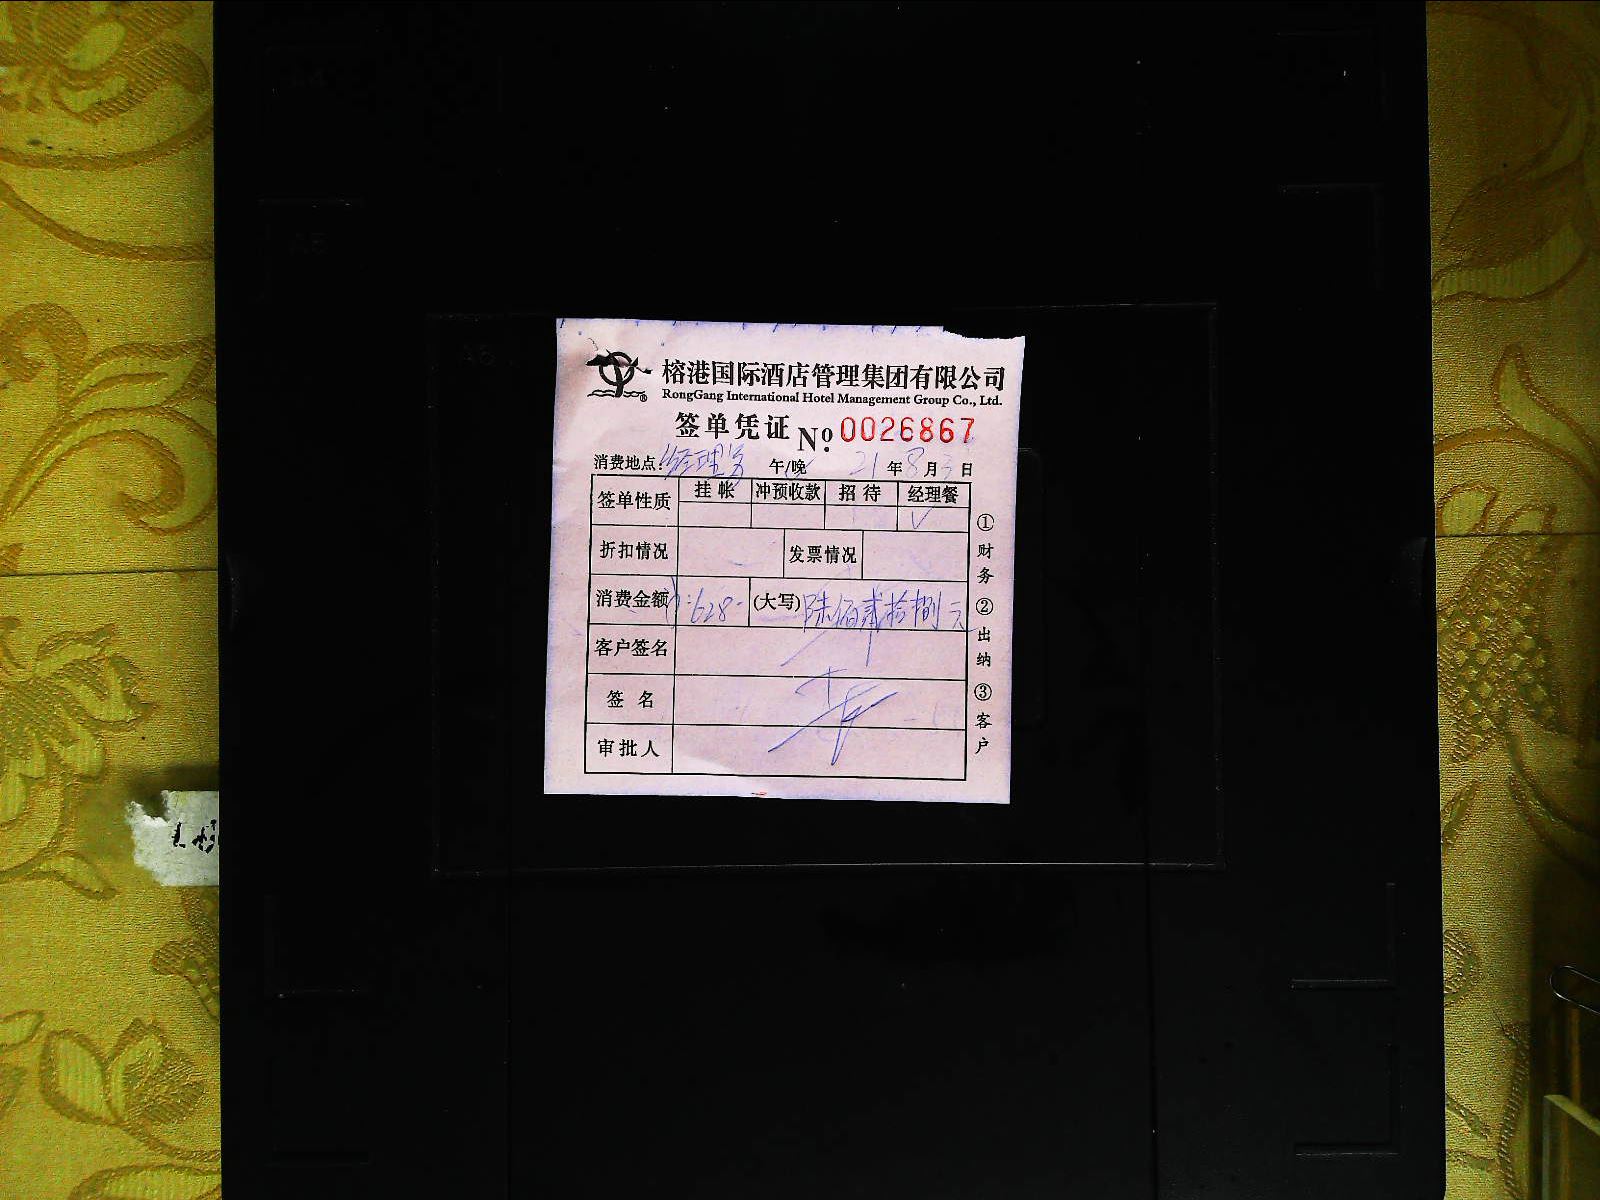 榕港国际酒店管理集团有限公司
RongGang International Hotel Management Group Co., Ltd.
签单凭证 No. 0026867
消费地点: 经理 午/晚 21 年 8 月 3 日
签单性质 挂帐 冲预收款 招待 经理餐
✓
折扣情况 发票情况
消费金额 628- (大写) 陆佰贰拾捌元
客户签名
签名
审批人
①财务 ②出纳 ③客户
A5
A6